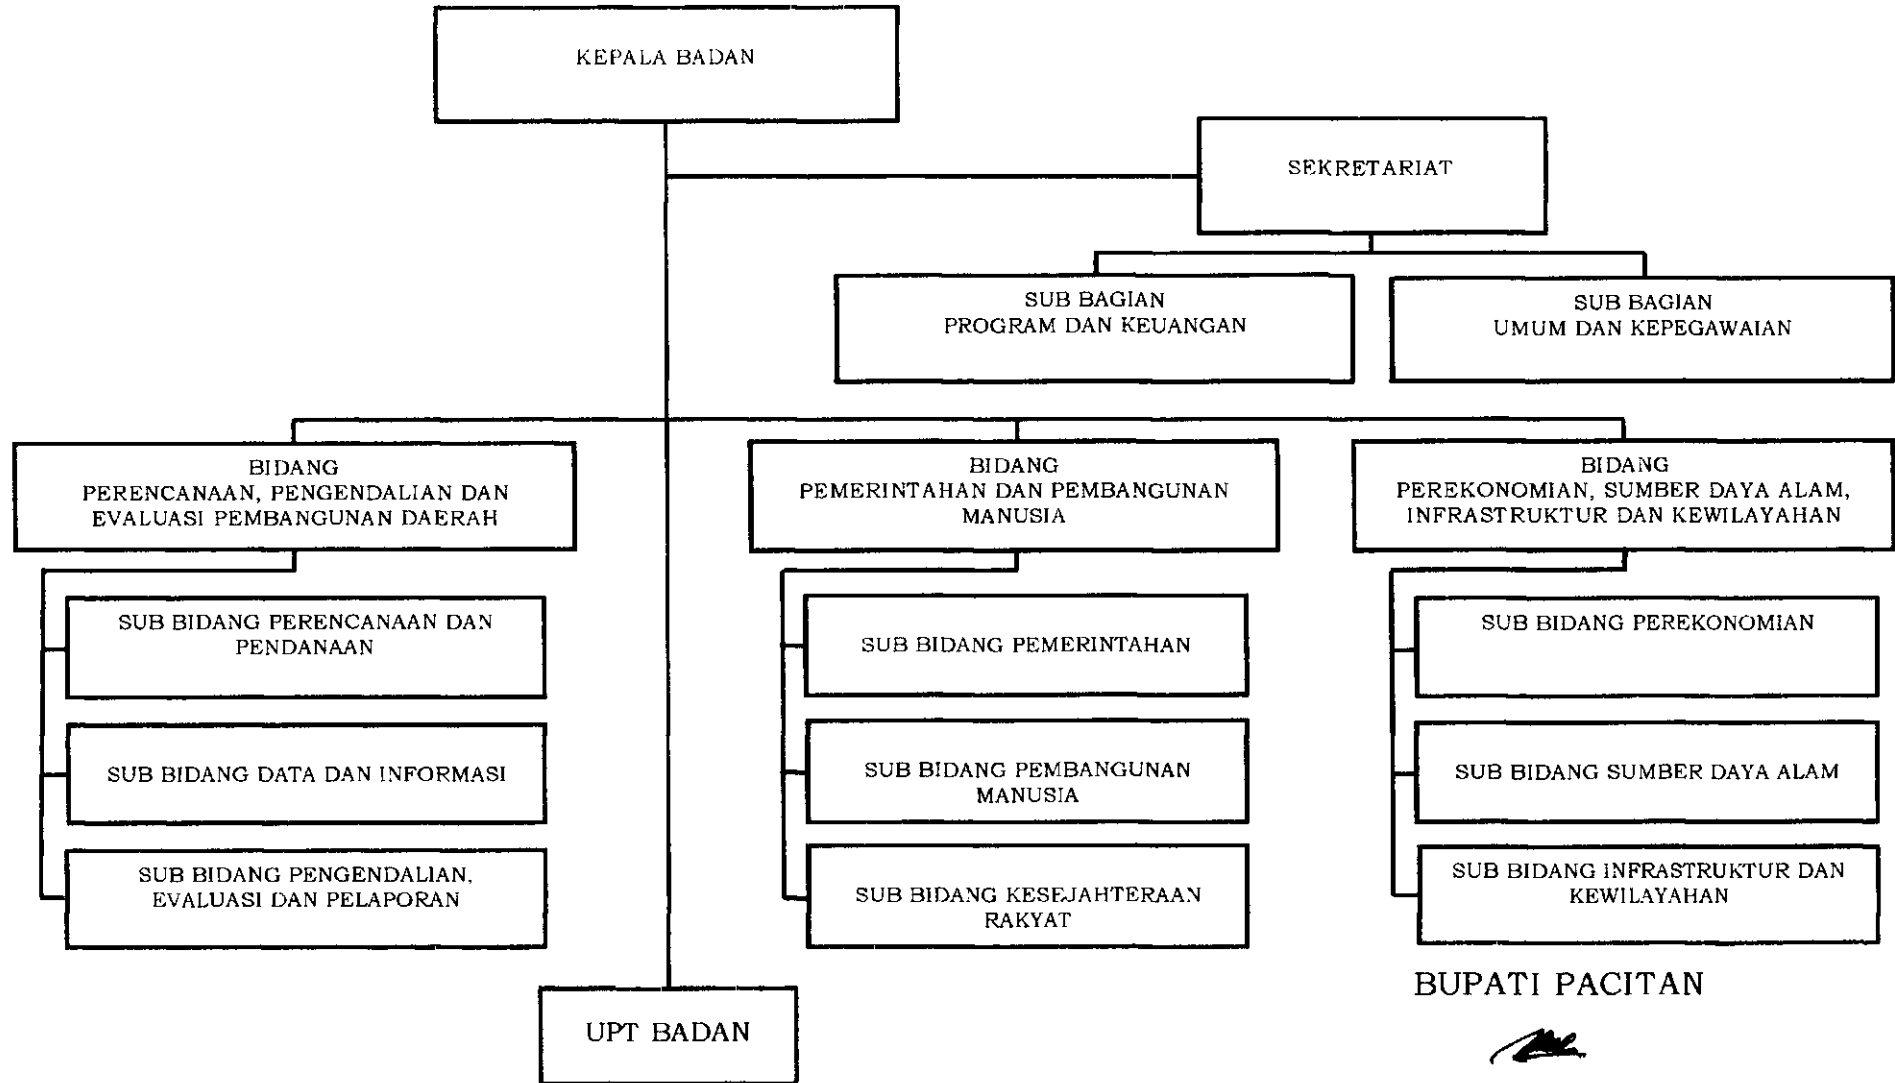 KEPALA BADAN
SEKRETARIAT
SUB BAGIAN
PROGRAM DAN KEUANGAN
SUB BAGIAN
UMUM DAN KEPEGAWAIAN
BIDANG
PERENCANAAN, PENGENDALIAN DAN
EVALUASI PEMBANGUNAN DAERAH
BIDANG
PEMERINTAHAN DAN PEMBANGUNAN
MANUSIA
BIDANG
PEREKONOMIAN, SUMBER DAYA ALAM,
INFRASTRUKTUR DAN KEWILAYAHAN
SUB BIDANG PERENCANAAN DAN
PENDANAAN
SUB BIDANG DATA DAN INFORMASI
SUB BIDANG PENGENDALIAN,
EVALUASI DAN PELAPORAN
SUB BIDANG PEMERINTAHAN
SUB BIDANG PEMBANGUNAN
MANUSIA
SUB BIDANG KESEJAHTERAAN
RAKYAT
SUB BIDANG PEREKONOMIAN
SUB BIDANG SUMBER DAYA ALAM
SUB BIDANG INFRASTRUKTUR DAN
KEWILAYAHAN
UPT BADAN
BUPATI PACITAN